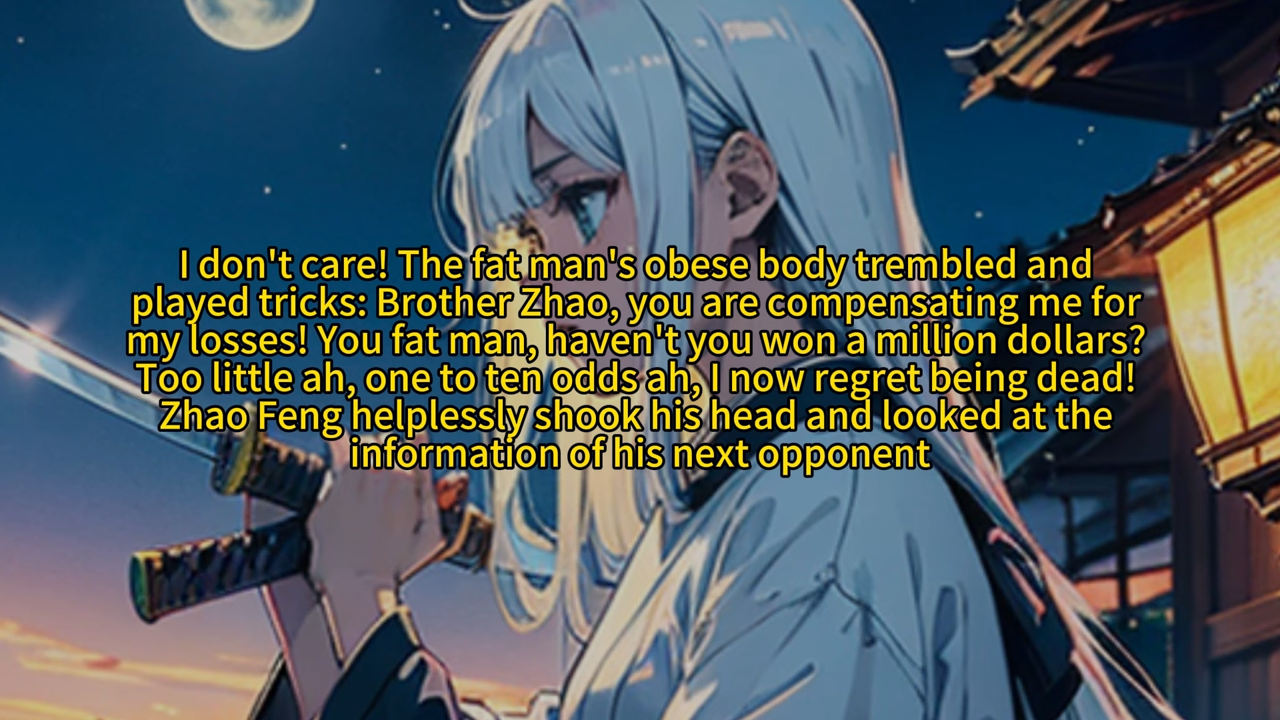 I don't care! The fat man's obese body trembled and
played tricks: Brother Zhao, you are compensating me for
my losses! You fat man, haven't you won a million dollars?
Too little ah, one to ten odds ah, I now regret being dead!
Zhao Feng helplessly shook his head and looked at the
information of his next opponent